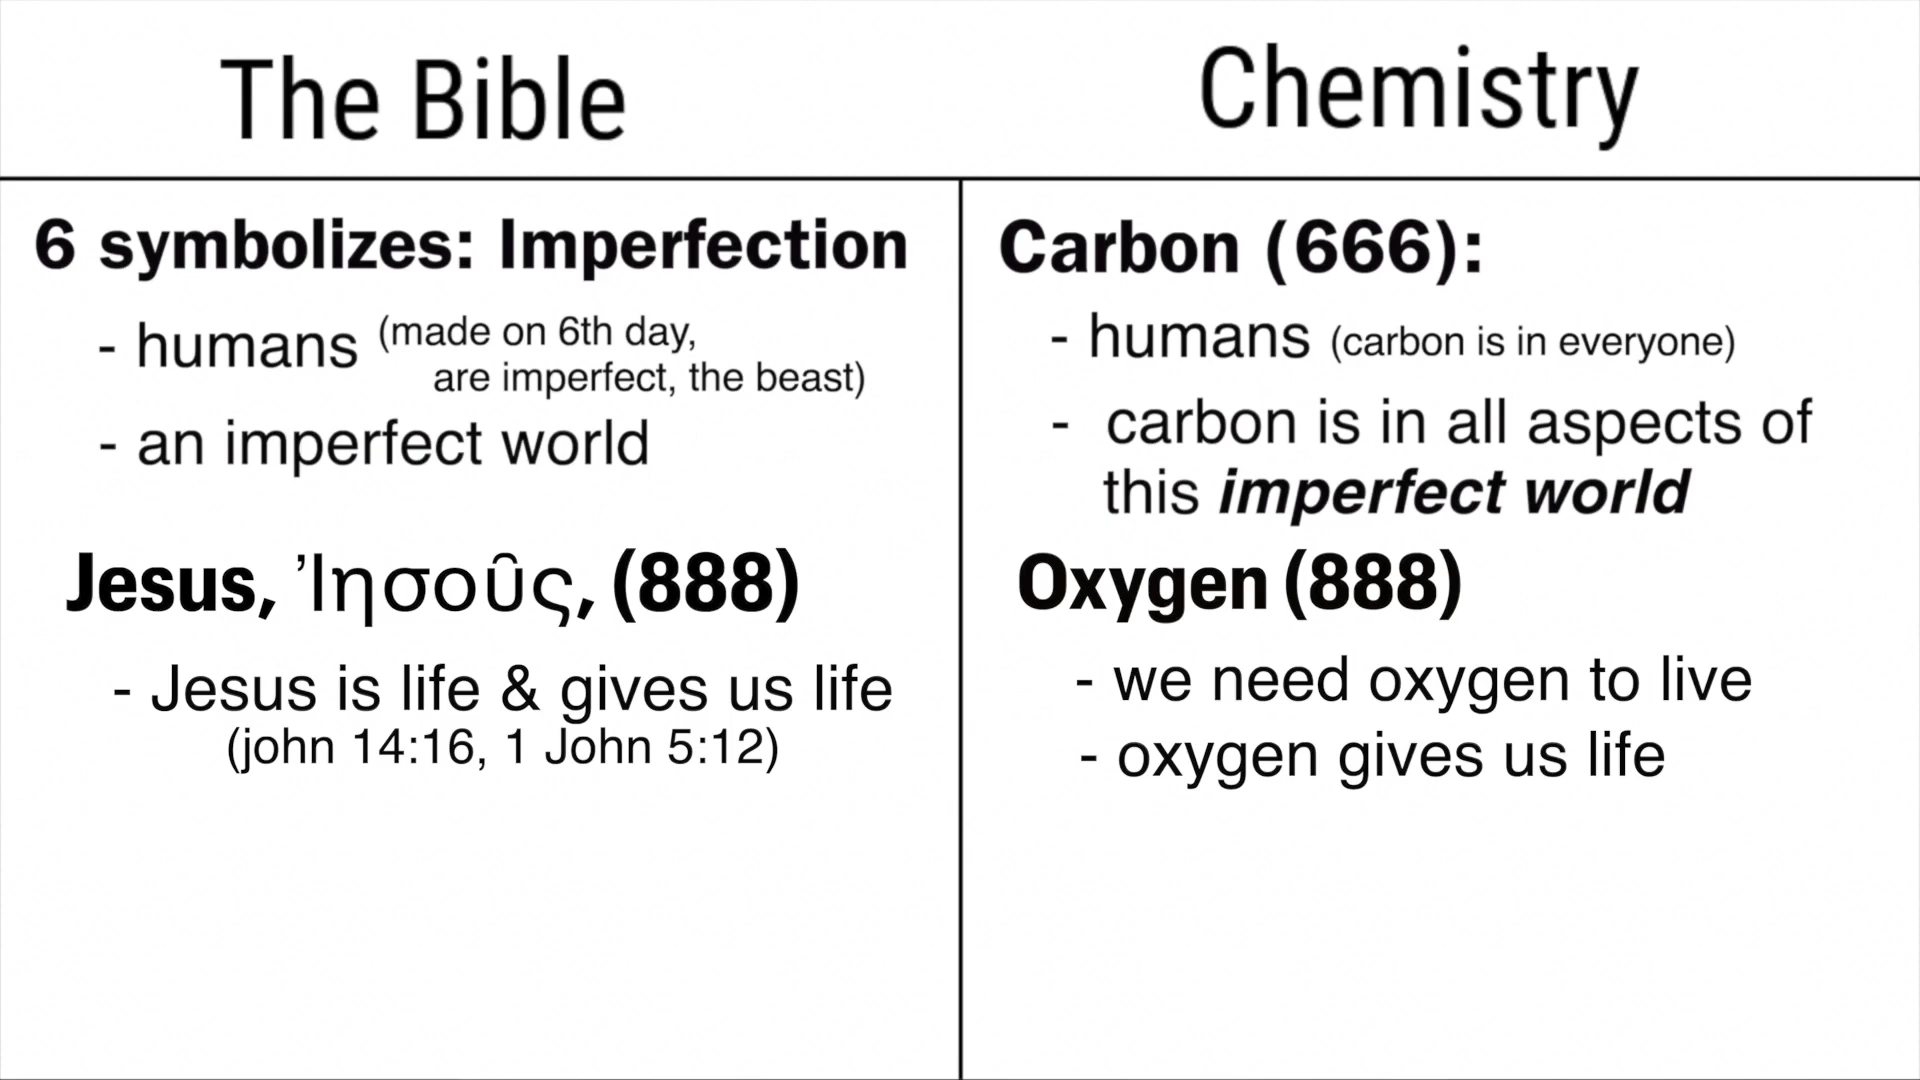 The Bible
Chemistry
6 symbolizes: Imperfection
- humans (made on 6th day,
are imperfect, the beast)
- an imperfect world
Jesus, Ἰησοῦς, (888)
- Jesus is life & gives us life
(john 14:16, 1 John 5:12)
Carbon (666):
- humans (carbon is in everyone)
- carbon is in all aspects of
this imperfect world
Oxygen (888)
- we need oxygen to live
- oxygen gives us life